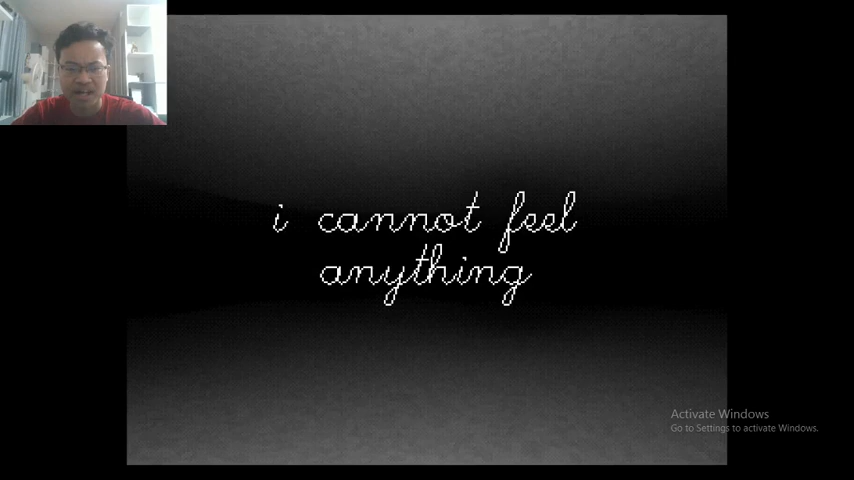 i cannot feel
anything
Activate Windows
Go to Settings to activate Windows.